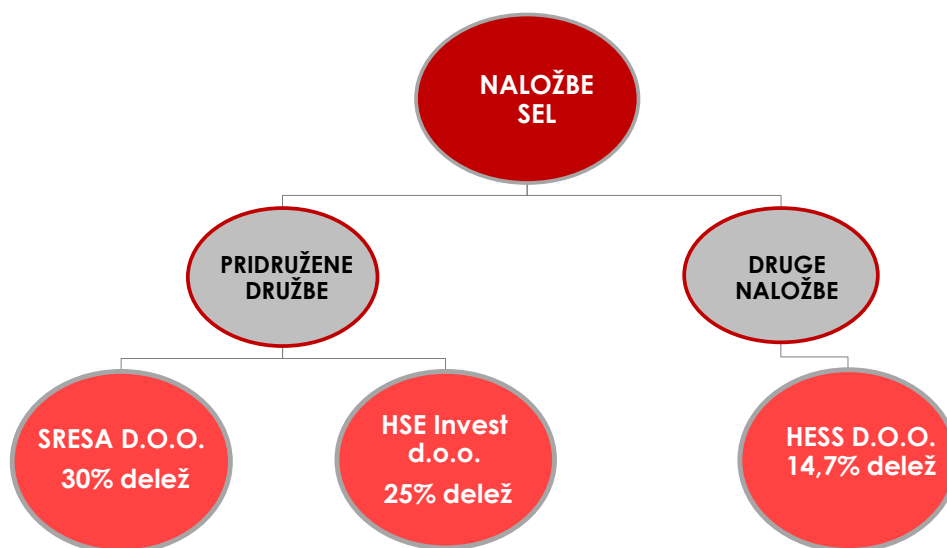 NALOŽBE
SEL
PRIDRUŽENE
DRUŽBE
DRUGE
NALOŽBE
SRESA D.O.O.
30% delež
HSE Invest
d.o.o.
25% delež
HESS D.O.O.
14,7% delež